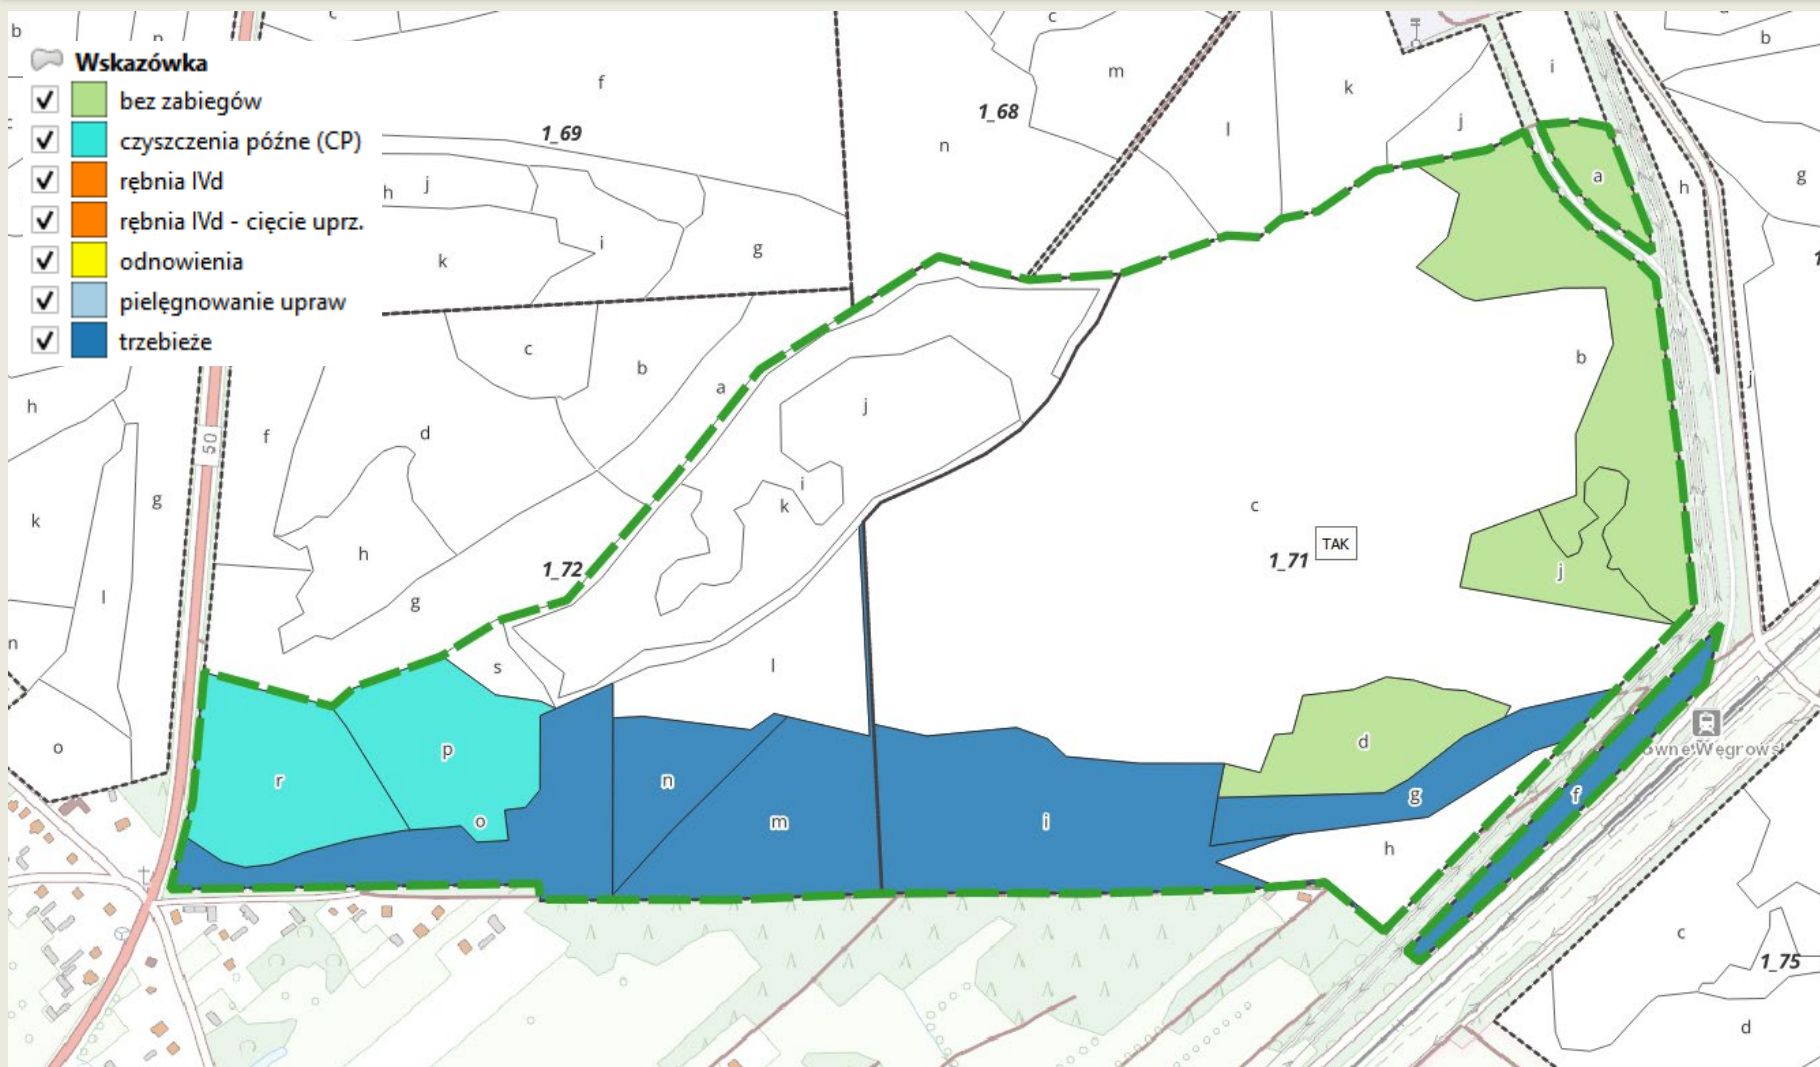 Wskazówka
bez zabiegów
czyszczenia późne (CP)
rębnia IVd
rębnia IVd - cięcie uprz.
odnowienia
pielęgnowanie upraw
trzebieże
b
c
c
b
f
m
i
k
1_69
1_68
n
l
j
a
h
g
h
j
i
k
g
c
b
b
a
j
h
f
d
50
j
g
k
i
k
c
TAK
1_71
h
1_72
j
l
g
n
s
l
o
p
d
r
n
g
f
o
m
i
h
c
1_75
d